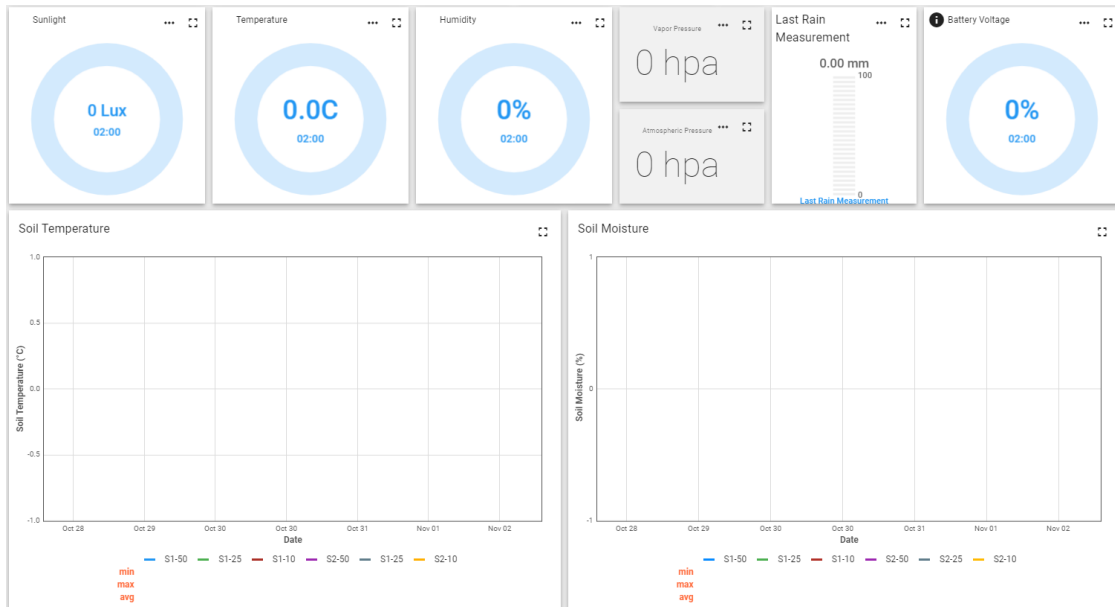 Sunlight
0 Lux
02:00
Temperature
0.0C
02:00
Humidity
0%
02:00
Vapor Pressure
0 hpa
Atmospheric Pressure
0 hpa
Last Rain
Measurement
0.00 mm
100
0
Last Rain Measurement
Battery Voltage
0%
02:00
Soil Temperature
Soil Temperature (°C)
1.0
0.5
0.0
-0.5
-1.0
Oct 28 Oct 29 Oct 30 Oct 30 Oct 31 Nov 01 Nov 02
Date
S1-50 S1-25 S1-10 S2-50 S1-25 S2-10
min
max
avg
Soil Moisture
Soil Moisture (%)
1
0
-1
Oct 28 Oct 29 Oct 30 Oct 30 Oct 31 Nov 01 Nov 02
Date
S1-50 S1-25 S1-10 S2-50 S1-25 S2-10
min
max
avg